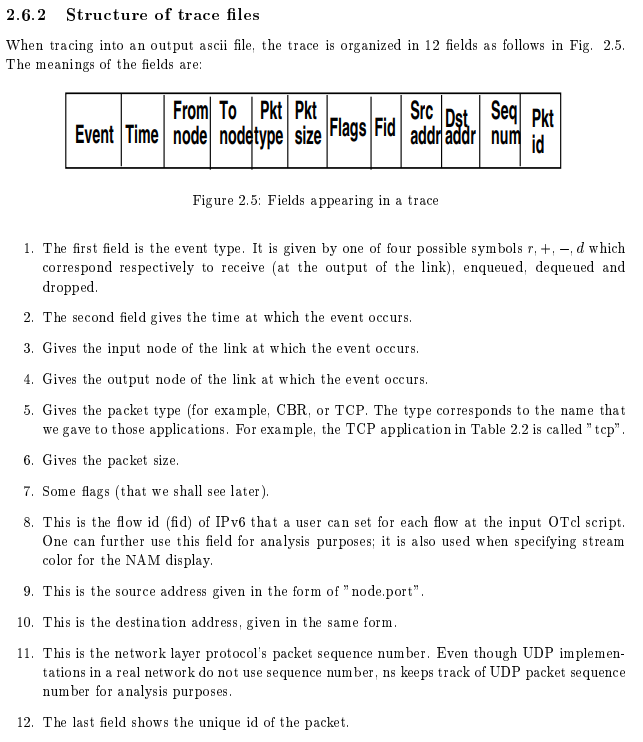 2.6.2 Structure of trace files
When tracing into an output ascii file, the trace is organized in 12 fields as follows in Fig. 2.5.
The meanings of the fields are:
Event Time From node To node Pkt type Pkt size Flags Fid Src addr Dst addr Seq num Pkt id
Figure 2.5: Fields appearing in a trace
1. The first field is the event type. It is given by one of four possible symbols r, +, −, d which
correspond respectively to receive (at the output of the link), enqueued, dequeued and
dropped.
2. The second field gives the time at which the event occurs.
3. Gives the input node of the link at which the event occurs.
4. Gives the output node of the link at which the event occurs.
5. Gives the packet type (for example, CBR, or TCP. The type corresponds to the name that
we gave to those applications. For example, the TCP application in Table 2.2 is called "tcp".
6. Gives the packet size.
7. Some flags (that we shall see later).
8. This is the flow id (fid) of IPv6 that a user can set for each flow at the input OTcl script.
One can further use this field for analysis purposes; it is also used when specifying stream
color for the NAM display.
9. This is the source address given in the form of "node.port".
10. This is the destination address, given in the same form.
11. This is the network layer protocol's packet sequence number. Even though UDP implemen-
tations in a real network do not use sequence number, ns keeps track of UDP packet sequence
number for analysis purposes.
12. The last field shows the unique id of the packet.